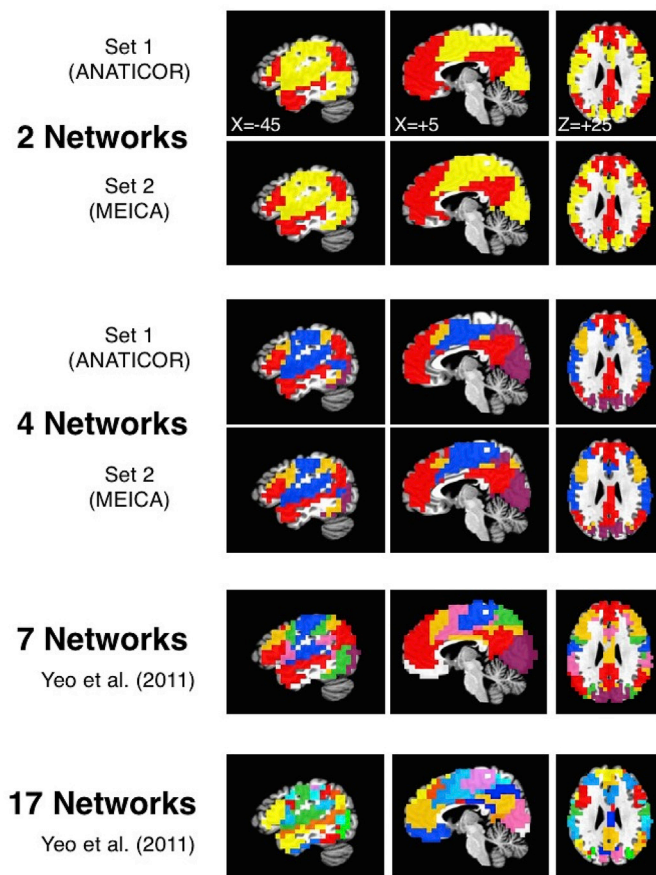 Set 1
(ANATICOR)
X=-45
X=+5
Z=+25
2 Networks
Set 2
(MEICA)
Set 1
(ANATICOR)
4 Networks
Set 2
(MEICA)
7 Networks
Yeo et al. (2011)
17 Networks
Yeo et al. (2011)